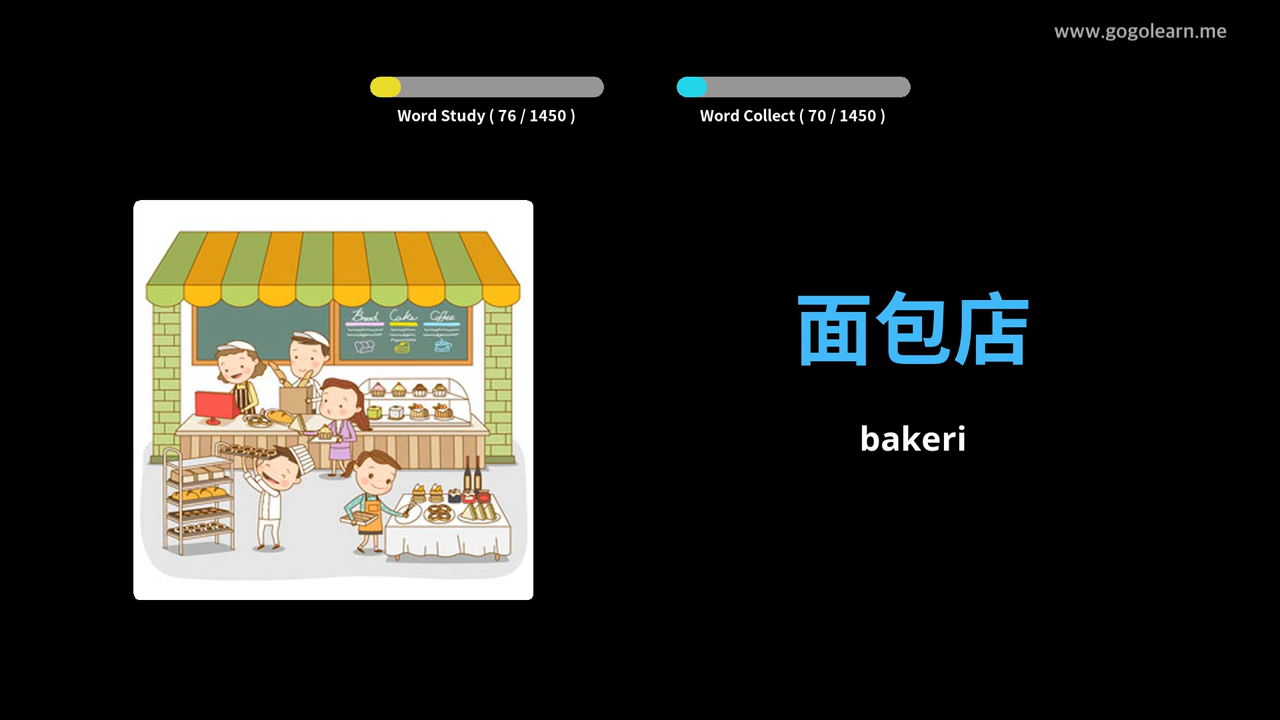 www.gogolearn.me
Word Study ( 76 / 1450 )
Word Collect ( 70 / 1450 )
Bread Cake Coffee
面包店
bakeri